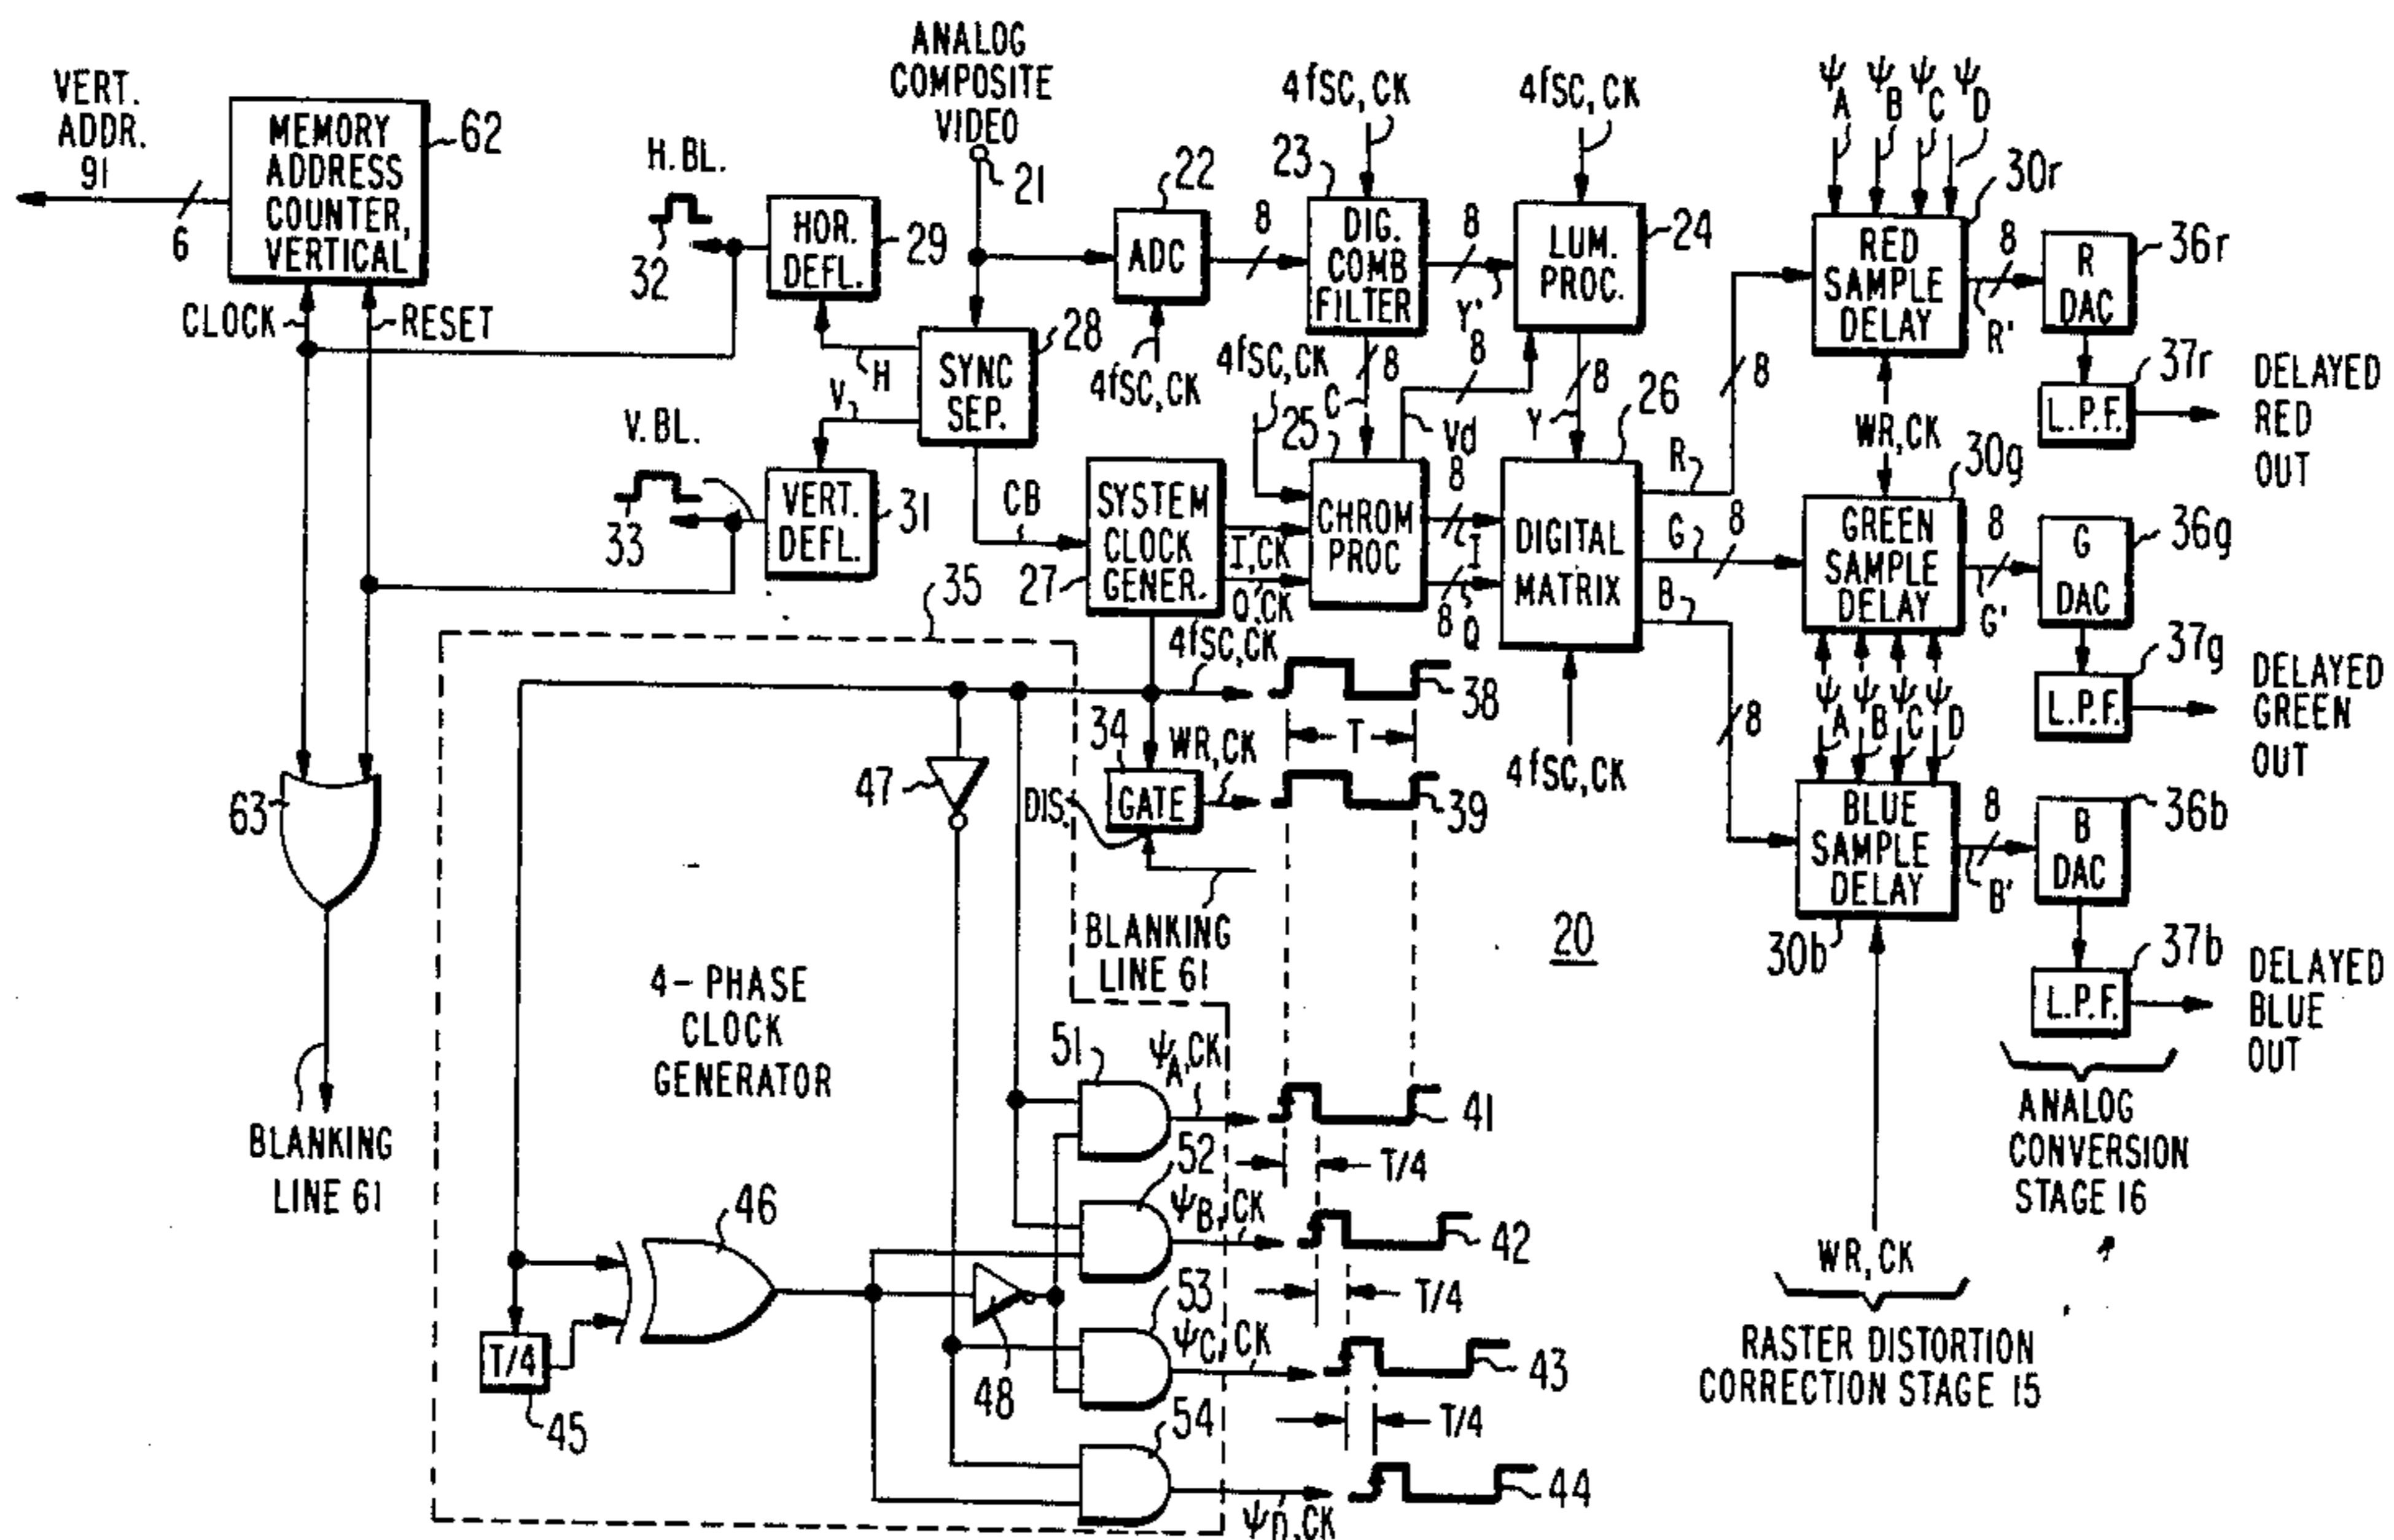 VERT.
ADDR.
91
6
MEMORY
ADDRESS
COUNTER,
VERTICAL
62
CLOCK
RESET
H.BL.
32
HOR.
DEFL.
29
V.BL.
33
VERT.
DEFL.
31
ANALOG
COMPOSITE
VIDEO
21
SYNC
SEP.
28
H
V
CB
ADC
22
4fSC,CK
8
4fSC,CK
23
DIG.
COMB
FILTER
8
Y'
4fSC,CK
LUM.
PROC.
24
8
C
8
Vd
8
Y
4fSC,CK
25
CHROM
PROC
SYSTEM
CLOCK
GENER.
27
I,CK
Q,CK
4fSC,CK
8
I
8
Q
DIGITAL
MATRIX
26
4fSC,CK
R
8
G
8
B
8
ψA
ψB
ψC
ψD
RED
SAMPLE
DELAY
30r
8
R'
R
DAC
36r
L.P.F.
37r
DELAYED
RED
OUT
WR,CK
GREEN
SAMPLE
DELAY
30g
8
G'
G
DAC
36g
L.P.F.
37g
DELAYED
GREEN
OUT
ψA
ψB
ψC
ψD
BLUE
SAMPLE
DELAY
30b
8
B'
B
DAC
36b
L.P.F.
37b
DELAYED
BLUE
OUT
ANALOG
CONVERSION
STAGE 16
WR,CK
RASTER DISTORTION
CORRECTION STAGE 15
20
35
38
T
34
GATE
WR,CK
DIS.
39
BLANKING
LINE 61
47
63
BLANKING
LINE 61
4-PHASE
CLOCK
GENERATOR
46
T/4
45
48
51
ψA,CK
41
T/4
52
ψB,CK
42
T/4
53
ψC,CK
43
T/4
54
ψD,CK
44